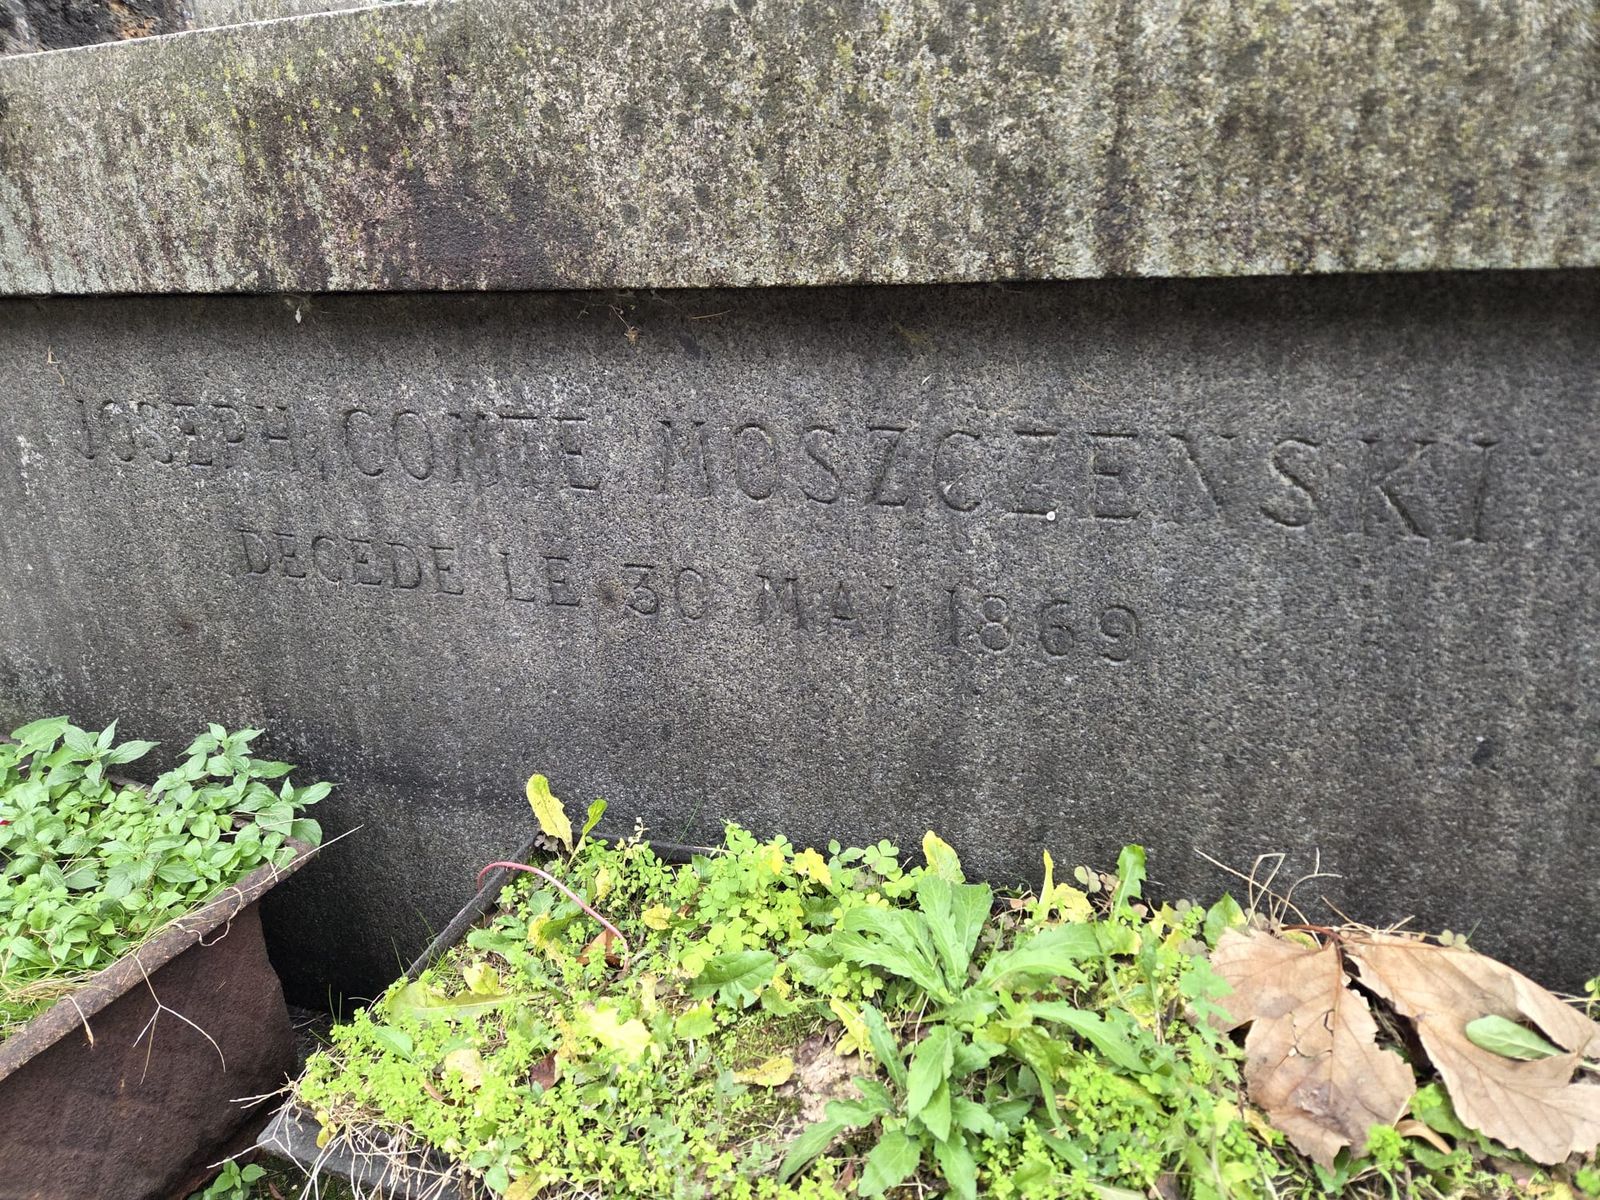 JOSEPH, COMTE MOSZCZENSKI
DECEDE LE 30 MAI 1869